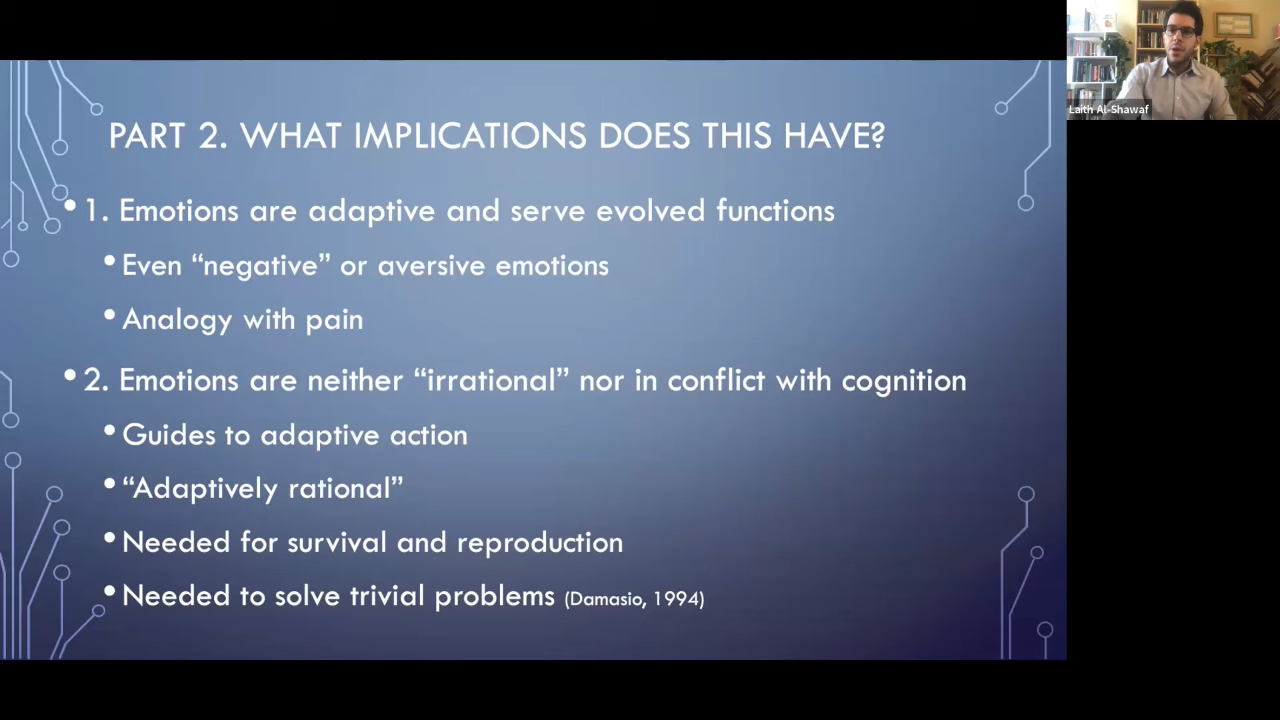 Laith Al-Shawaf
PART 2. WHAT IMPLICATIONS DOES THIS HAVE?
• 1. Emotions are adaptive and serve evolved functions
• Even “negative” or aversive emotions
• Analogy with pain
• 2. Emotions are neither “irrational” nor in conflict with cognition
• Guides to adaptive action
• “Adaptively rational”
• Needed for survival and reproduction
• Needed to solve trivial problems (Damasio, 1994)